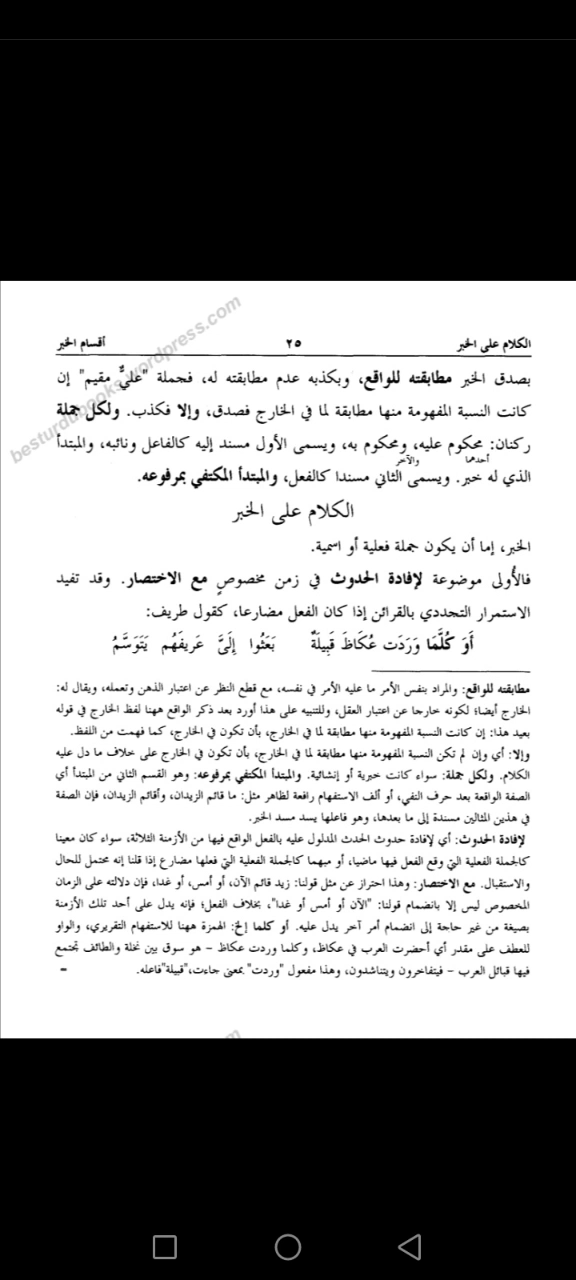 الكلام على الخبر ٢٥ أقسام الخبر
بصدق الخبر مطابقته للواقع، وبكذبه عدم مطابقته له، فجملة "عليٌّ مقيم" إن
كانت النسبة المفهومة منها مطابقة لما في الخارج فصدق، وإلا فكذب. ولكل جملة
ركنان: محكوم عليه، ومحكوم به، ويسمى الأول مسند إليه كالفاعل ونائبه، والمبتدأ
أحدهما والآخر
الذي له خبر. ويسمى الثاني مسندا كالفعل، والمبتدأ المكتفي بمرفوعه.
الكلام على الخبر
الخبر، إما أن يكون جملة فعلية أو اسمية.
فالأُولى موضوعة لإفادة الحدوث في زمن مخصوصٍ مع الاختصار. وقد تفيد
الاستمرار التجددي بالقرائن إذا كان الفعل مضارعا، كقول طريف:
أَوَ كُلَّمَا وَرَدَت عُكَاظَ قَبِيلَةٌ بَعَثُوا إِلَيَّ عَرِيفَهُم يَتَوَسَّمُ
مطابقته للواقع: والمراد بنفس الأمر ما عليه الأمر في نفسه، مع قطع النظر عن اعتبار الذهن وتعمله، ويقال له:
الخارج أيضا؛ لكونه خارجا عن اعتبار العقل، وللتنبيه على هذا أورد بعد ذكر الواقع ههنا لفظ الخارج في قوله
بعيد هذا: إن كانت النسبة المفهومة منها مطابقة لما في الخارج، بأن تكون في الخارج، كما فهمت من اللفظ.
وإلا: أي وإن لم تكن النسبة المفهومة منها مطابقة لما في الخارج، بأن تكون في الخارج على خلاف ما دل عليه
الكلام. ولكل جملة: سواء كانت خبرية أو إنشائية. والمبتدأ المكتفي بمرفوعه: وهو القسم الثاني من المبتدأ أي
الصفة الواقعة بعد حرف النفي، أو ألف الاستفهام رافعة لظاهر مثل: ما قائم الزيدان، وأقائم الزيدان، فإن الصفة
في هذين المثالين مسندة إلى ما بعدها، وهو فاعلها يسد مسد الخبر.
لإفادة الحدوث: أي لإفادة حدوث الحدث المدلول عليه بالفعل الواقع فيها من الأزمنة الثلاثة، سواء كان معينا
كالجملة الفعلية التي وقع الفعل فيها ماضيا، أو مبهما كالجملة الفعلية التي فعلها مضارع إذا قلنا إنه محتمل للحال
والاستقبال. مع الاختصار: وهذا احتراز عن مثل قولنا: زيد قائم الآن، أو أمس، أو غدا، فإن دلالته على الزمان
المخصوص ليس إلا بانضمام قولنا: "الآن أو أمس أو غدا"، بخلاف الفعل؛ فإنه يدل على أحد تلك الأزمنة
بصيغة من غير حاجة إلى انضمام أمر آخر يدل عليه. أو كلما إلخ: الهمزة ههنا للاستفهام التقريري، والواو
للعطف على مقدر أي أحضرت العرب في عكاظ، وكلما وردت عكاظ – هو سوق بين نخلة والطائف تجتمع
فيها قبائل العرب – فيتفاخرون ويتناشدون، وهذا مفعول "وردت" بمعنى جاءت،"قبيلة"فاعله. =
besturdubooks.wordpress.com